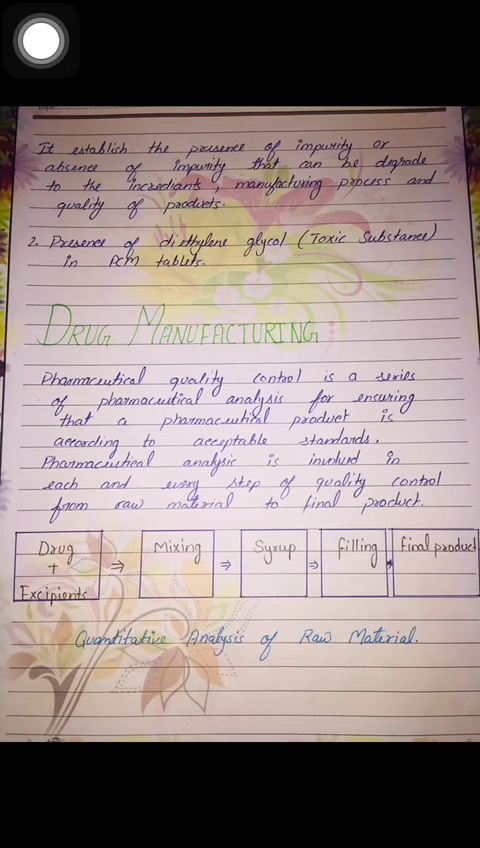 It establish the presence of impurity or
absence of impurity that can be degrade
to the incrediants, manufacturing process and
quality of products.
2. Presence of diethylene glycol (Toxic Substance)
in PCM tablets.
DRUG MANUFACTURING
Pharmaceutical quality control is a series
of pharmaceutical analysis for ensuring
that a pharmaceutical product is
according to acceptable standards.
Pharmaceutical analysis is involved in
each and every step of quality control
from raw material to final product.
Drug + Excipients ⇒ Mixing ⇒ Syrup ⇒ filling → final product
Quantitative Analysis of Raw Material.